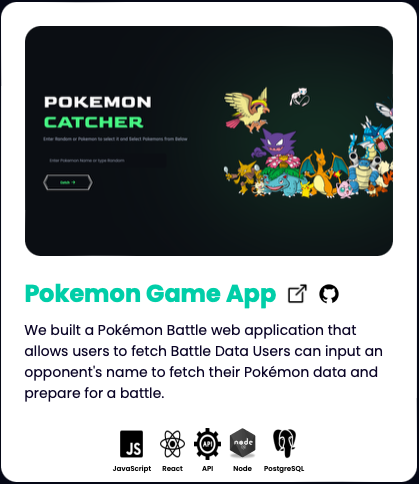 POKEMON
CATCHER
Enter Random or Pokemon to select it and Select Pokemons from Below
Enter Pokemon Name or type Random
Pokemon Game App
We built a Pokémon Battle web application that
allows users to fetch Battle Data Users can input an
opponent's name to fetch their Pokémon data and
prepare for a battle.
JS
API
node
JavaScript React API Node PostgreSQL